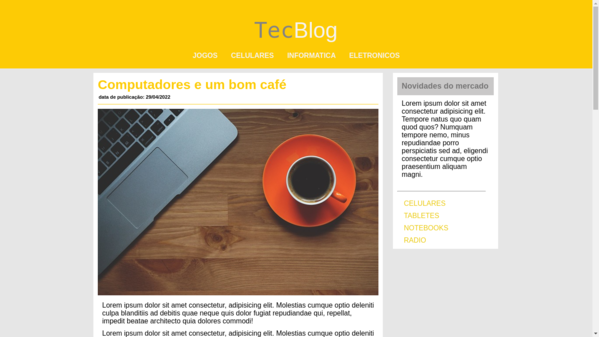 TecBlog
JOGOS CELULARES INFORMATICA ELETRONICOS
Computadores e um bom café
data de publicação: 29/04/2022
Lorem ipsum dolor sit amet consectetur, adipisicing elit. Molestias cumque optio deleniti
culpa blanditiis ad debitis quae neque quis dolor fugiat repudiandae qui, repellat,
impedit beatae architecto quia dolores commodi!
Lorem ipsum dolor sit amet consectetur, adipisicing elit. Molestias cumque optio deleniti
Novidades do mercado
Lorem ipsum dolor sit amet
consectetur adipisicing elit.
Tempore natus quo quam
quod quos? Numquam
tempore nemo, minus
repudiandae porro
perspiciatis sed ad, eligendi
consectetur cumque optio
praesentium aliquam
magni.
CELULARES
TABLETES
NOTEBOOKS
RADIO